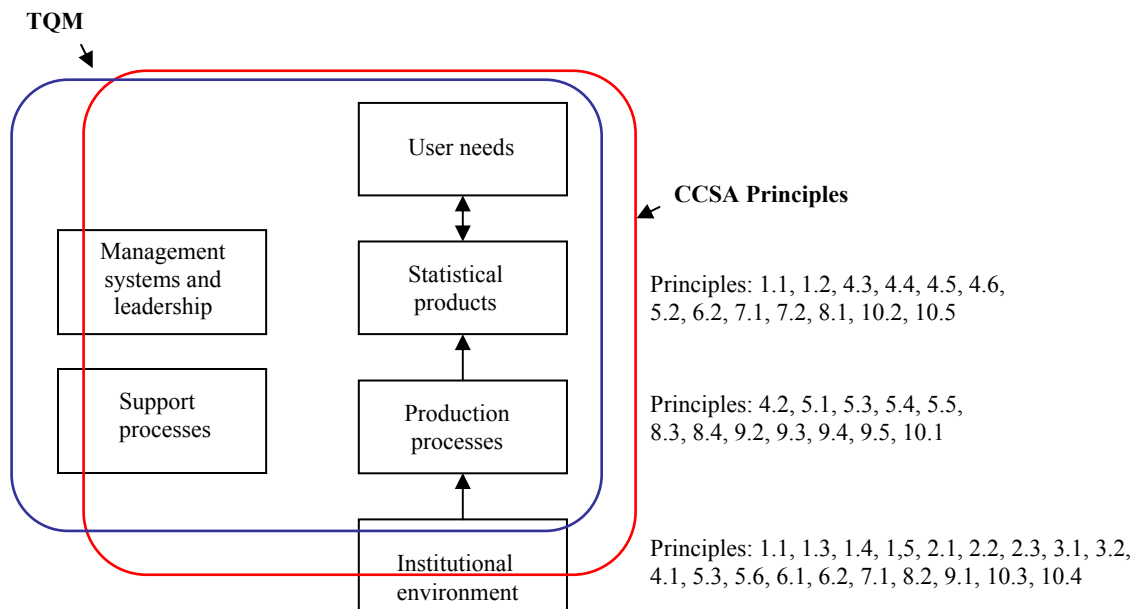 TQM
User needs
CCSA Principles
Management
systems and
leadership
Statistical
products
Principles: 1.1, 1.2, 4.3, 4.4, 4.5, 4.6,
5.2, 6.2, 7.1, 7.2, 8.1, 10.2, 10.5
Support
processes
Production
processes
Principles: 4.2, 5.1, 5.3, 5.4, 5.5,
8.3, 8.4, 9.2, 9.3, 9.4, 9.5, 10.1
Institutional
environment
Principles: 1.1, 1.3, 1.4, 1,5, 2.1, 2.2, 2.3, 3.1, 3.2,
4.1, 5.3, 5.6, 6.1, 6.2, 7.1, 8.2, 9.1, 10.3, 10.4